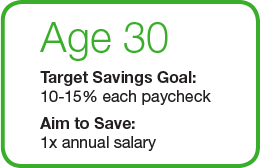 Age 30
Target Savings Goal:
10-15% each paycheck
Aim to Save:
1x annual salary